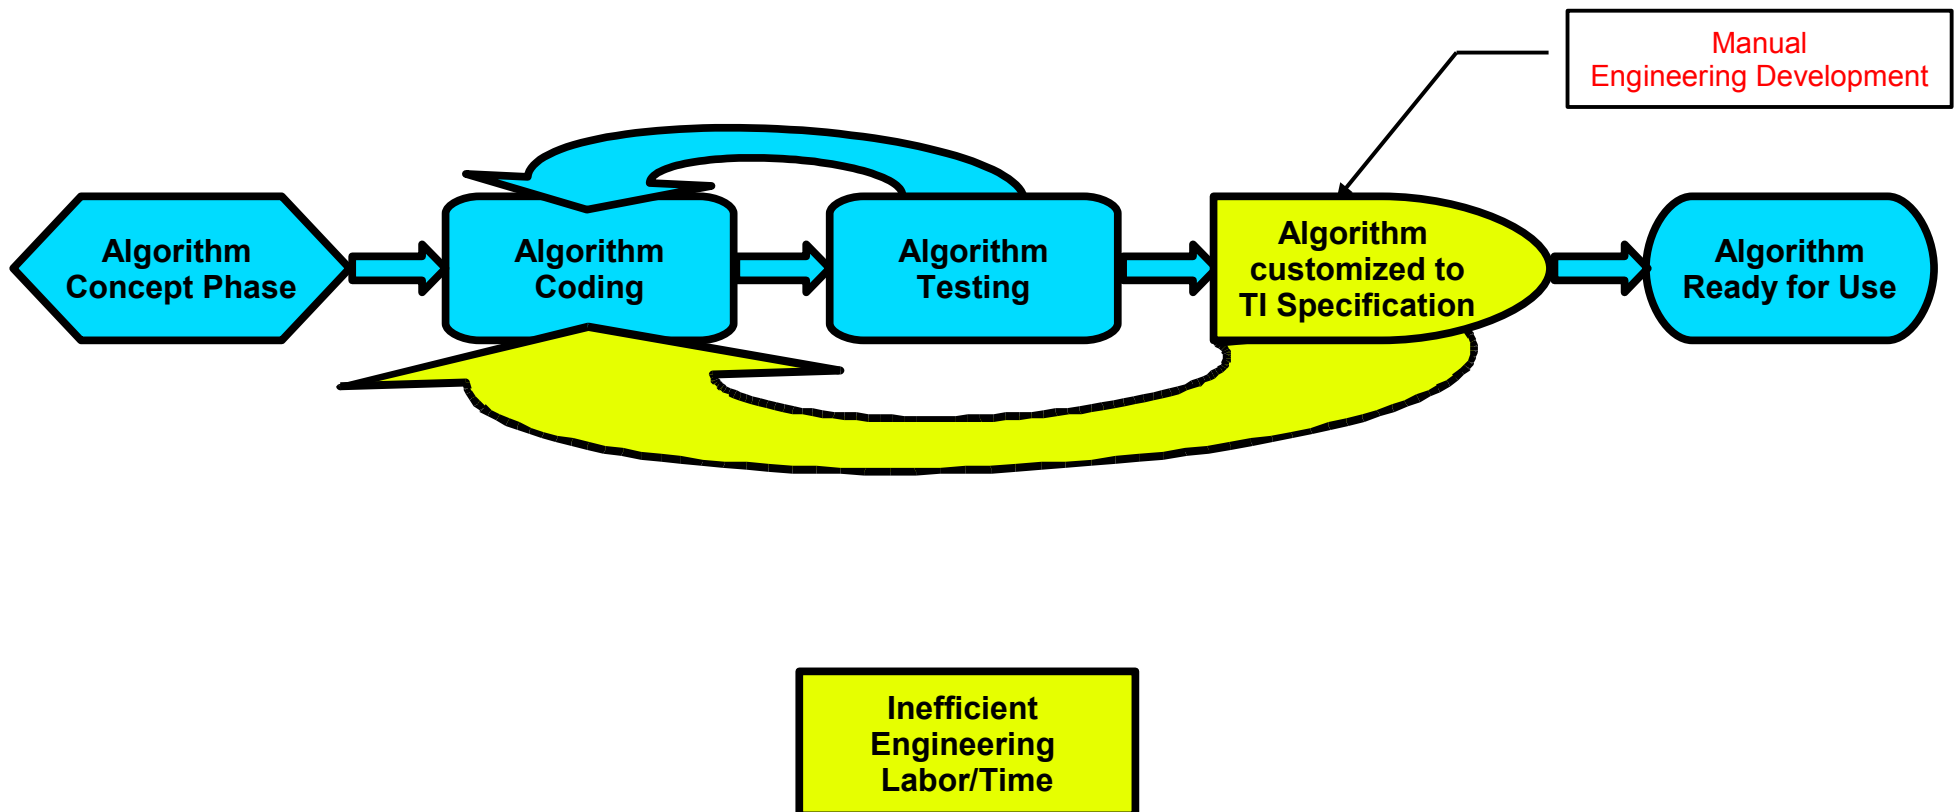 Manual
Engineering Development
Algorithm
Concept Phase
Algorithm
Coding
Algorithm
Testing
Algorithm
customized to
TI Specification
Algorithm
Ready for Use
Inefficient
Engineering
Labor/Time